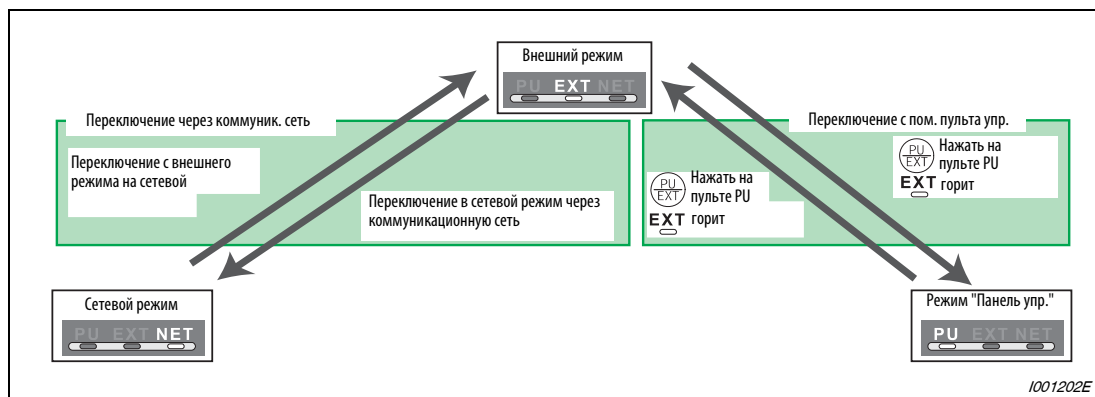 Внешний режим
PU EXT NET
Переключение через коммуник. сеть
Переключение с внешнего
режима на сетевой
Переключение в сетевой режим через
коммуникационную сеть
Переключение с пом. пульта упр.
PU
EXT
Нажать на
пульте PU
EXT горит
PU
EXT
Нажать на
пульте PU
EXT горит
Сетевой режим
PU EXT NET
Режим "Панель упр."
PU EXT NET
I001202E